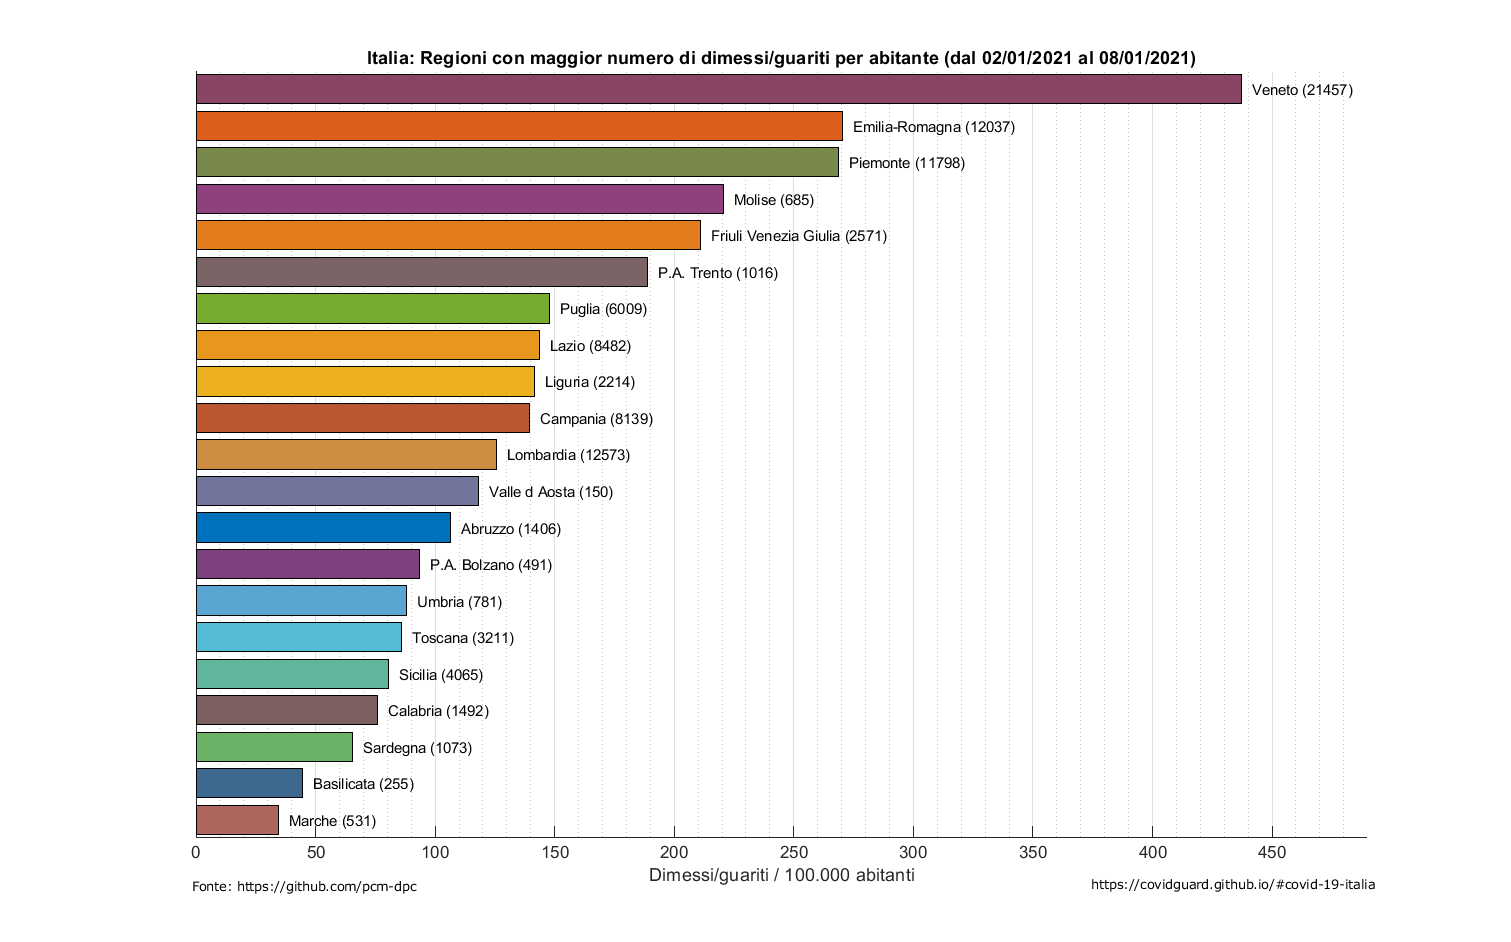 Italia: Regioni con maggior numero di dimessi/guariti per abitante (dal 02/01/2021 al 08/01/2021)
Veneto (21457)
Emilia-Romagna (12037)
Piemonte (11798)
Molise (685)
Friuli Venezia Giulia (2571)
P.A. Trento (1016)
Puglia (6009)
Lazio (8482)
Liguria (2214)
Campania (8139)
Lombardia (12573)
Valle d Aosta (150)
Abruzzo (1406)
P.A. Bolzano (491)
Umbria (781)
Toscana (3211)
Sicilia (4065)
Calabria (1492)
Sardegna (1073)
Basilicata (255)
Marche (531)
0 50 100 150 200 250 300 350 400 450
Dimessi/guariti / 100.000 abitanti
Fonte: https://github.com/pcm-dpc
https://covidguard.github.io/#covid-19-italia